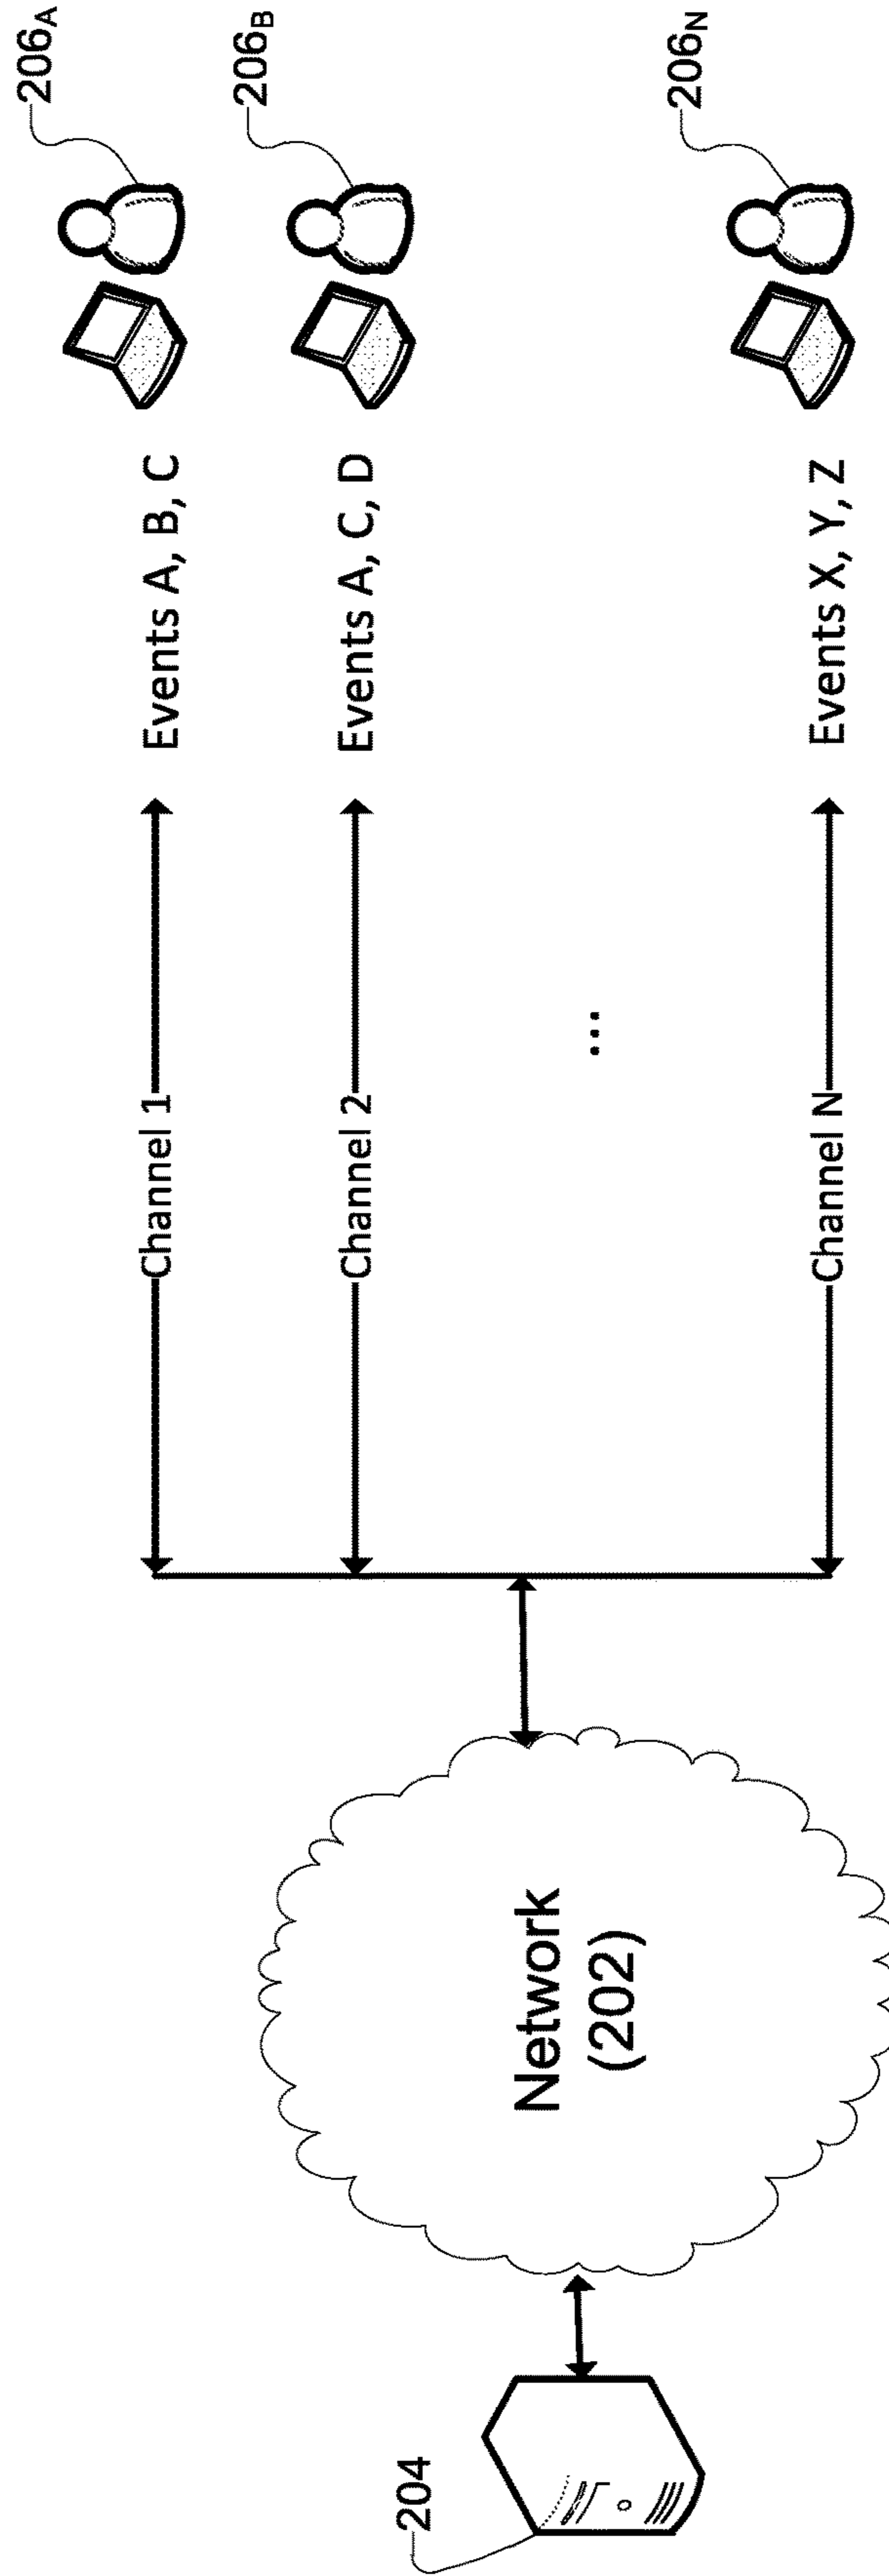 206A
Channel 1
Events A, B, C
206B
Channel 2
Events A, C, D
...
204
Network
(202)
206N
Channel N
Events X, Y, Z